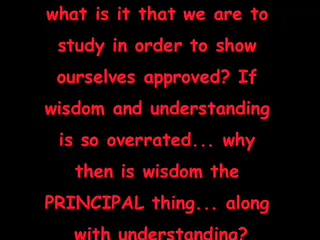 what is it that we are to
study in order to show
ourselves approved? If
wisdom and understanding
is so overrated... why
then is wisdom the
PRINCIPAL thing... along
with understanding?